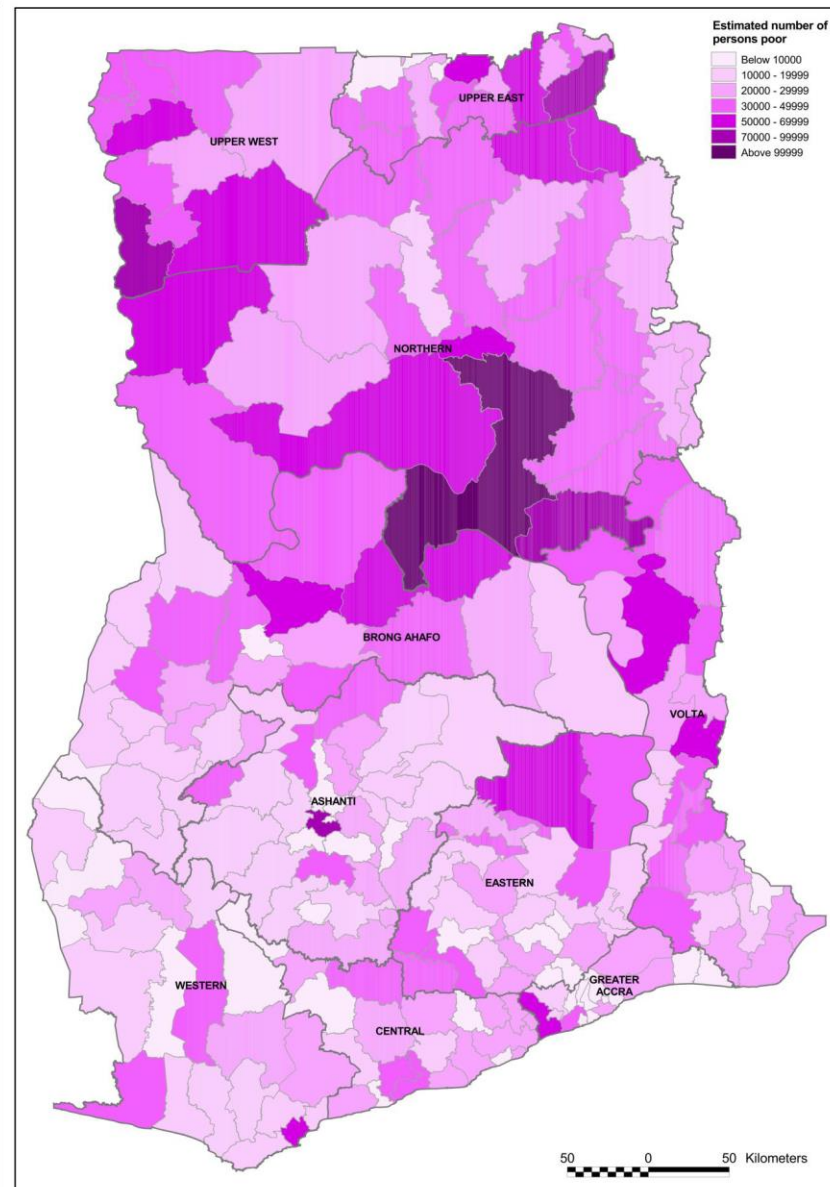 Estimated number of
persons poor
Below 10000
10000 - 19999
20000 - 29999
30000 - 49999
50000 - 69999
70000 - 99999
Above 99999
UPPER EAST
UPPER WEST
NORTHERN
BRONG AHAFO
VOLTA
ASHANTI
EASTERN
WESTERN
GREATER
ACCRA
CENTRAL
50 0 50 Kilometers